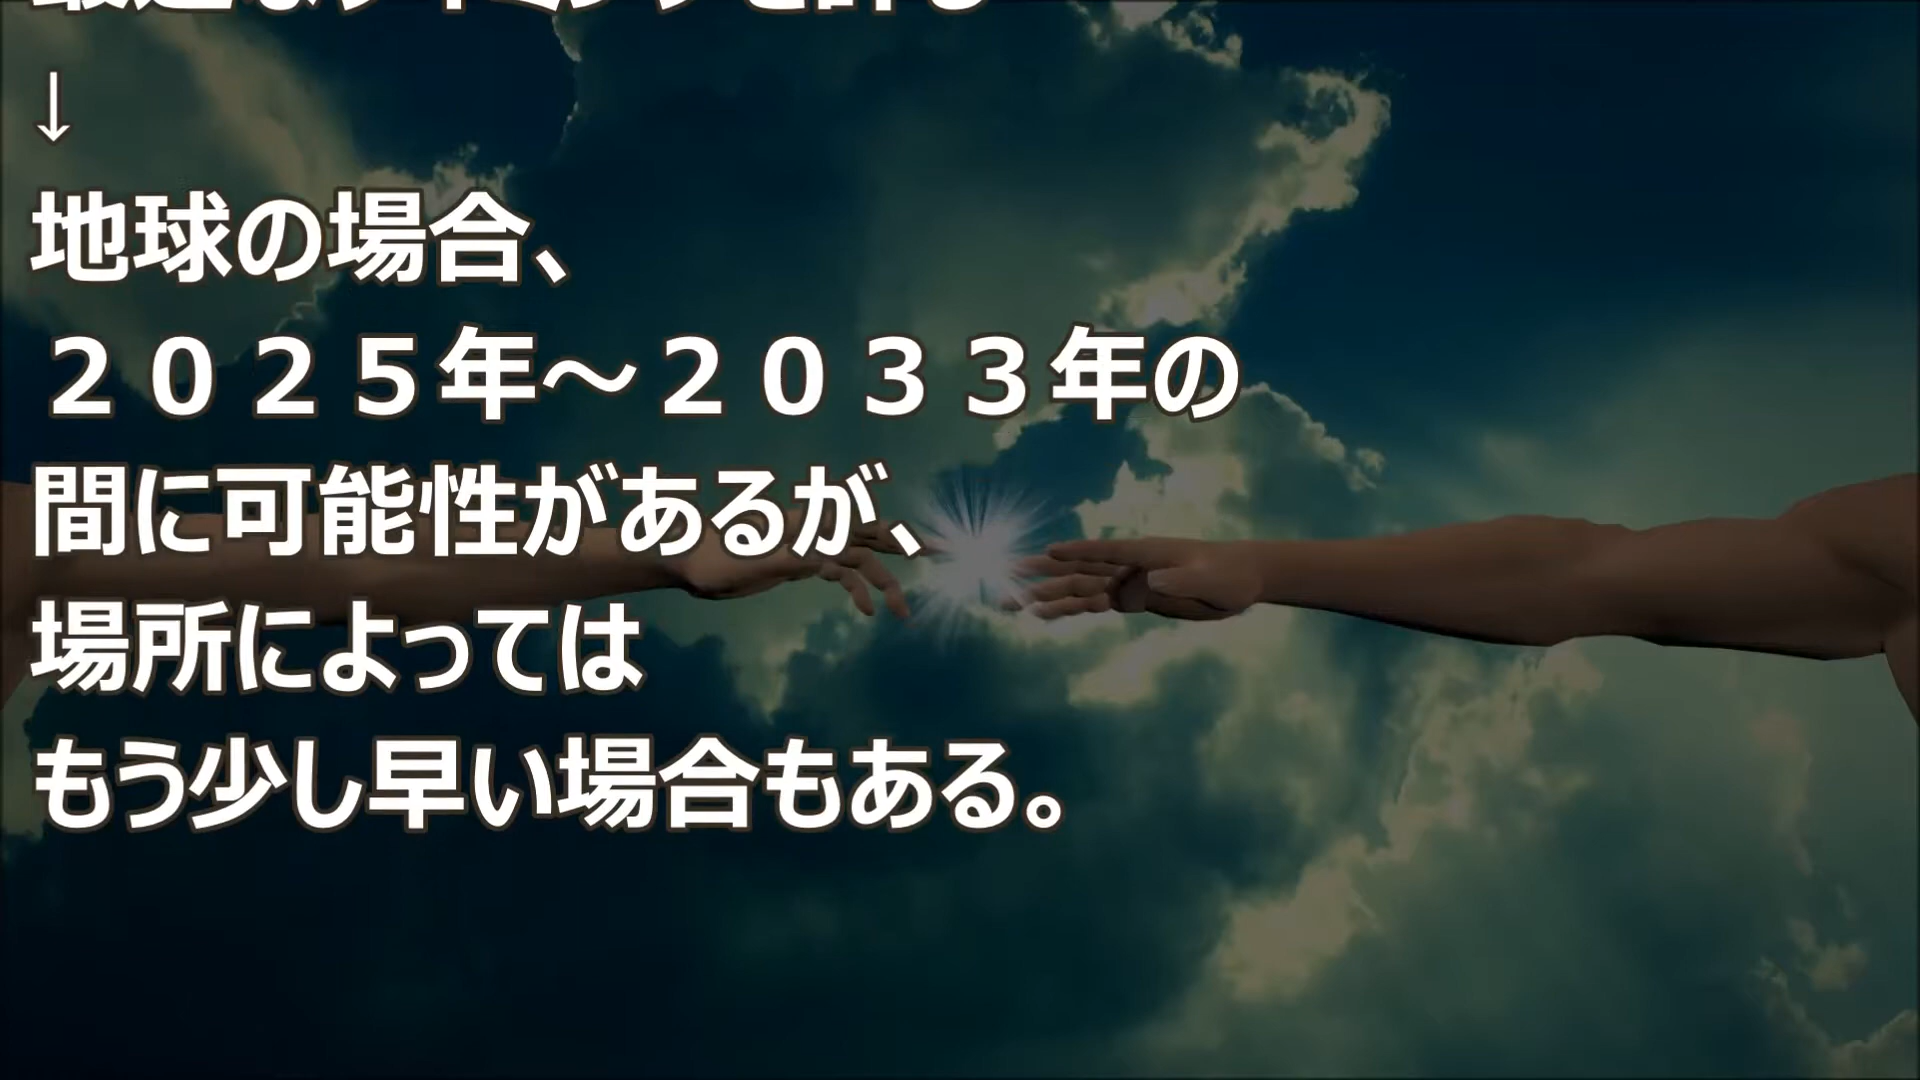 ↓
地球の場合、
２０２５年～２０３３年の
間に可能性があるが、
場所によっては
もう少し早い場合もある。